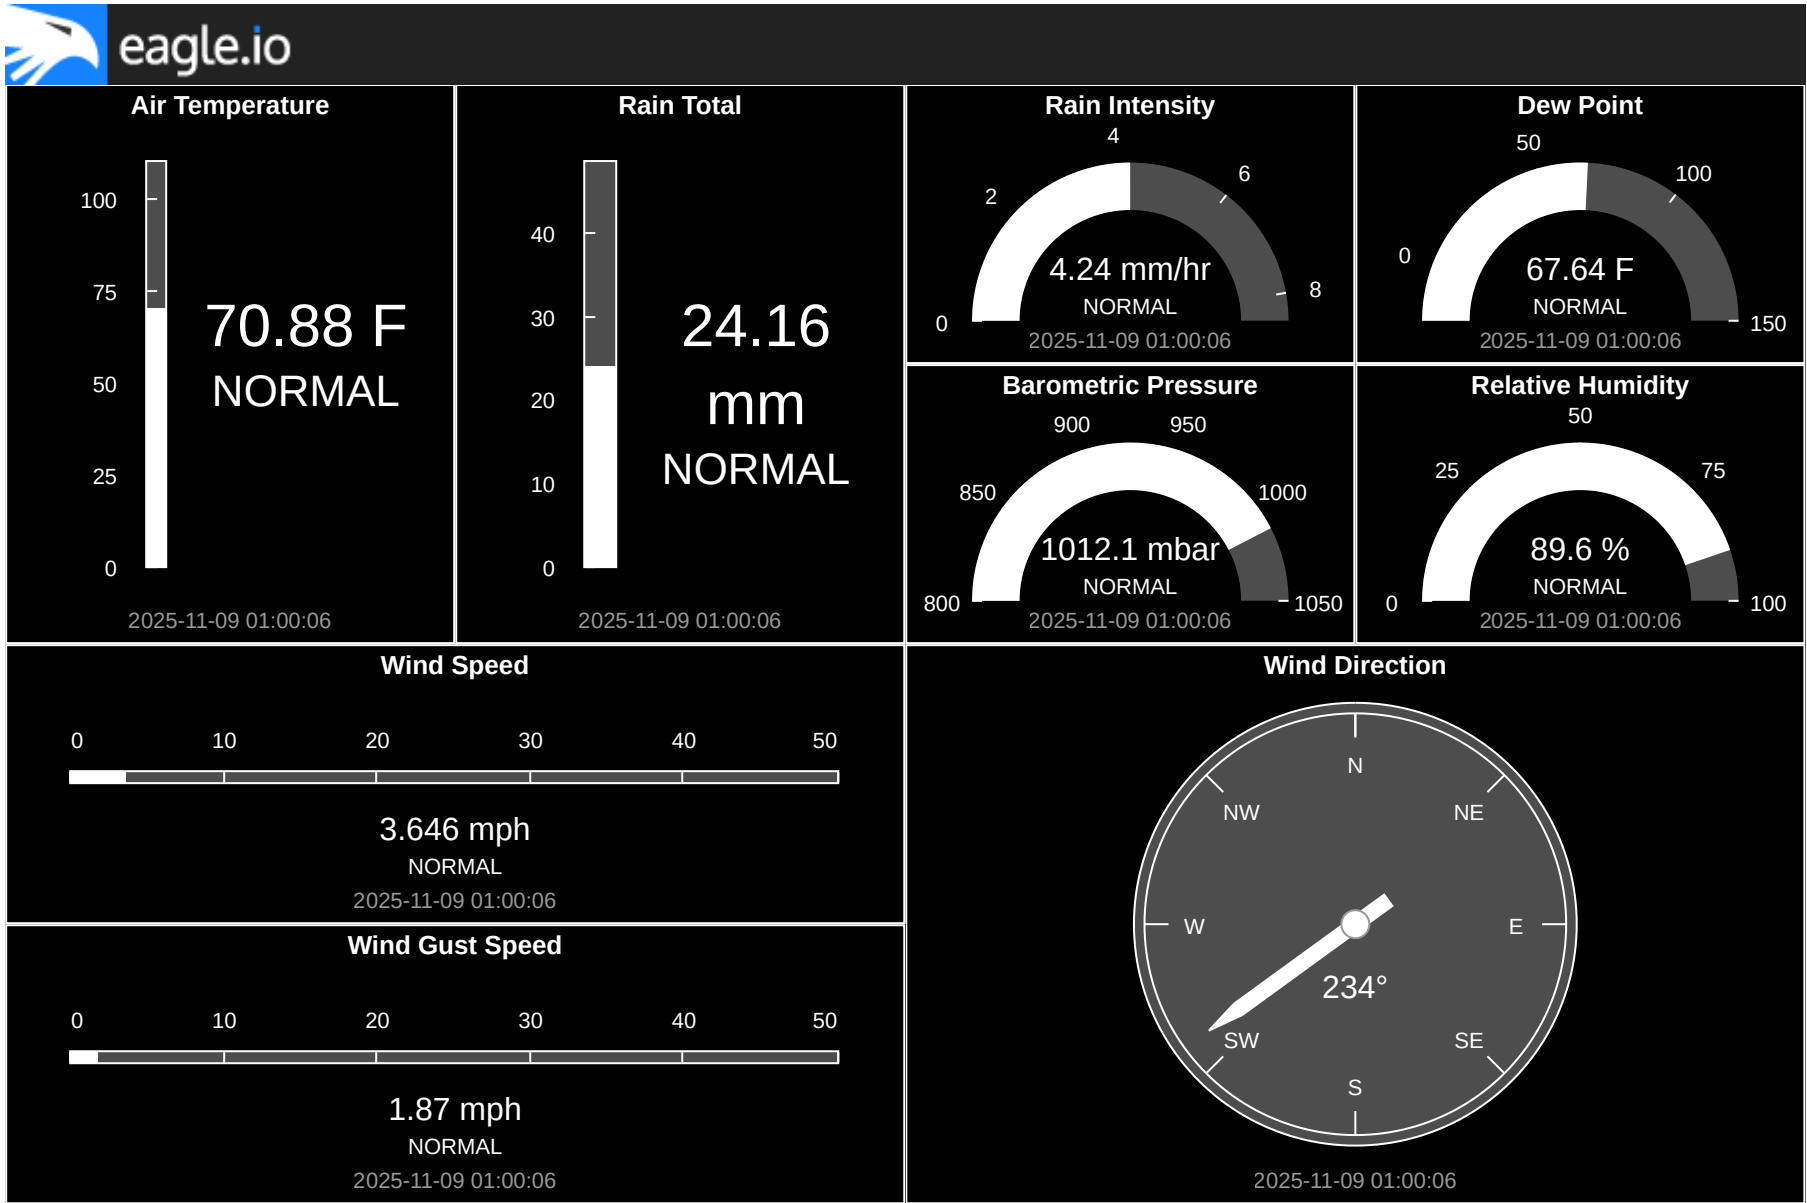 eagle.io
Air Temperature
100
75
50
25
0
70.88 F
NORMAL
2025-11-09 01:00:06
Rain Total
40
30
20
10
0
24.16
mm
NORMAL
2025-11-09 01:00:06
Rain Intensity
0
2
4
6
8
4.24 mm/hr
NORMAL
2025-11-09 01:00:06
Dew Point
0
50
100
150
67.64 F
NORMAL
2025-11-09 01:00:06
Barometric Pressure
800
850
900
950
1000
1050
1012.1 mbar
NORMAL
2025-11-09 01:00:06
Relative Humidity
0
25
50
75
100
89.6 %
NORMAL
2025-11-09 01:00:06
Wind Speed
0 10 20 30 40 50
3.646 mph
NORMAL
2025-11-09 01:00:06
Wind Gust Speed
0 10 20 30 40 50
1.87 mph
NORMAL
2025-11-09 01:00:06
Wind Direction
N
NW NE
W E
234°
SW SE
S
2025-11-09 01:00:06